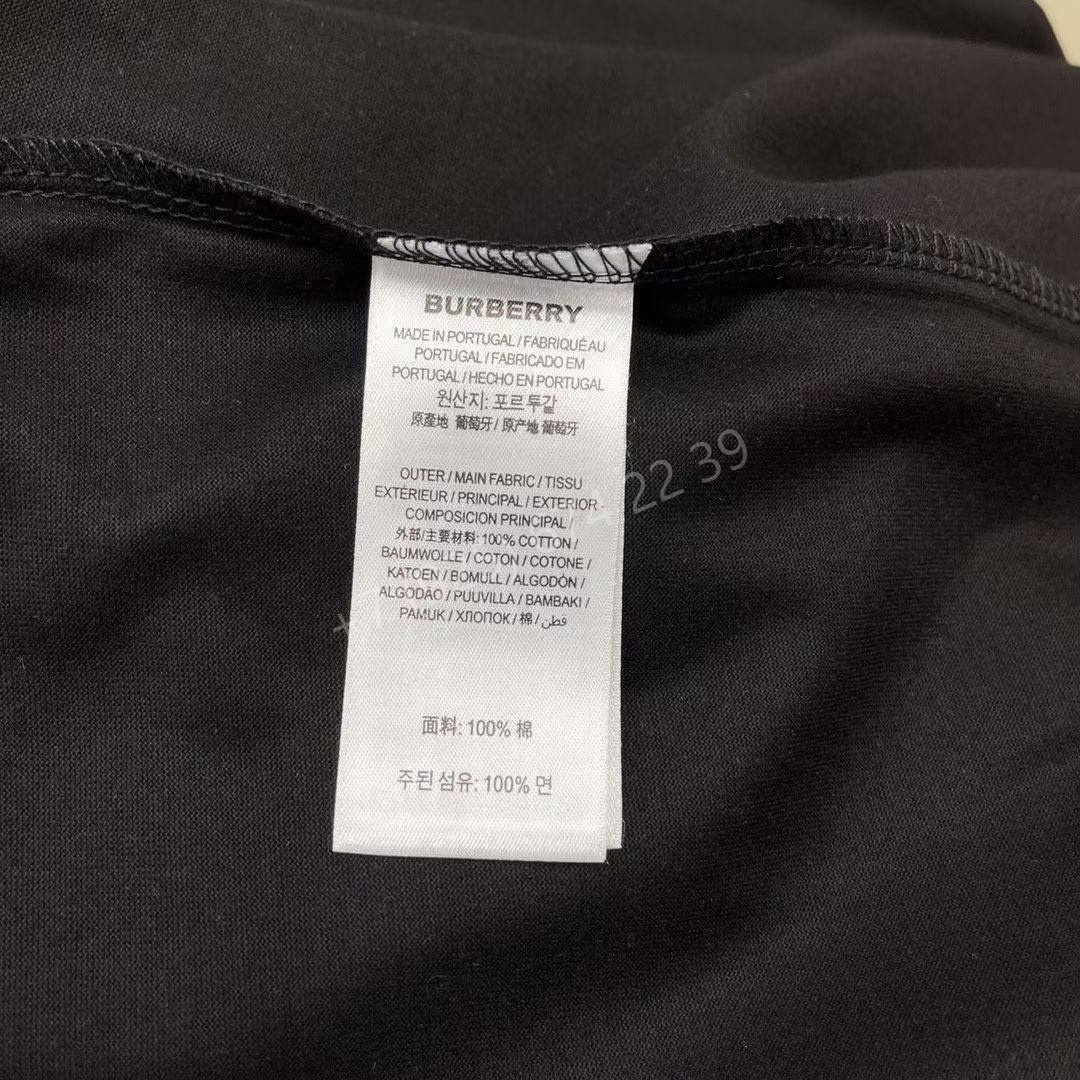 BURBERRY
MADE IN PORTUGAL / FABRIQUÉ AU
PORTUGAL / FABRICADO EM
PORTUGAL / HECHO EN PORTUGAL
원산지: 포르투갈
原產地 葡萄牙 / 原产地 葡萄牙
OUTER / MAIN FABRIC / TISSU
EXTÉRIEUR / PRINCIPAL / EXTERIOR -
COMPOSICION PRINCIPAL /
外部/主要材料: 100% COTTON /
BAUMWOLLE / COTON / COTONE /
KATOEN / BOMULL / ALGODÓN /
ALGODÃO / PUUVILLA / BAMBAKI /
PAMUK / ХЛОПОК / 棉 / قطن
面料: 100% 棉
주된 섬유: 100% 면
22 39